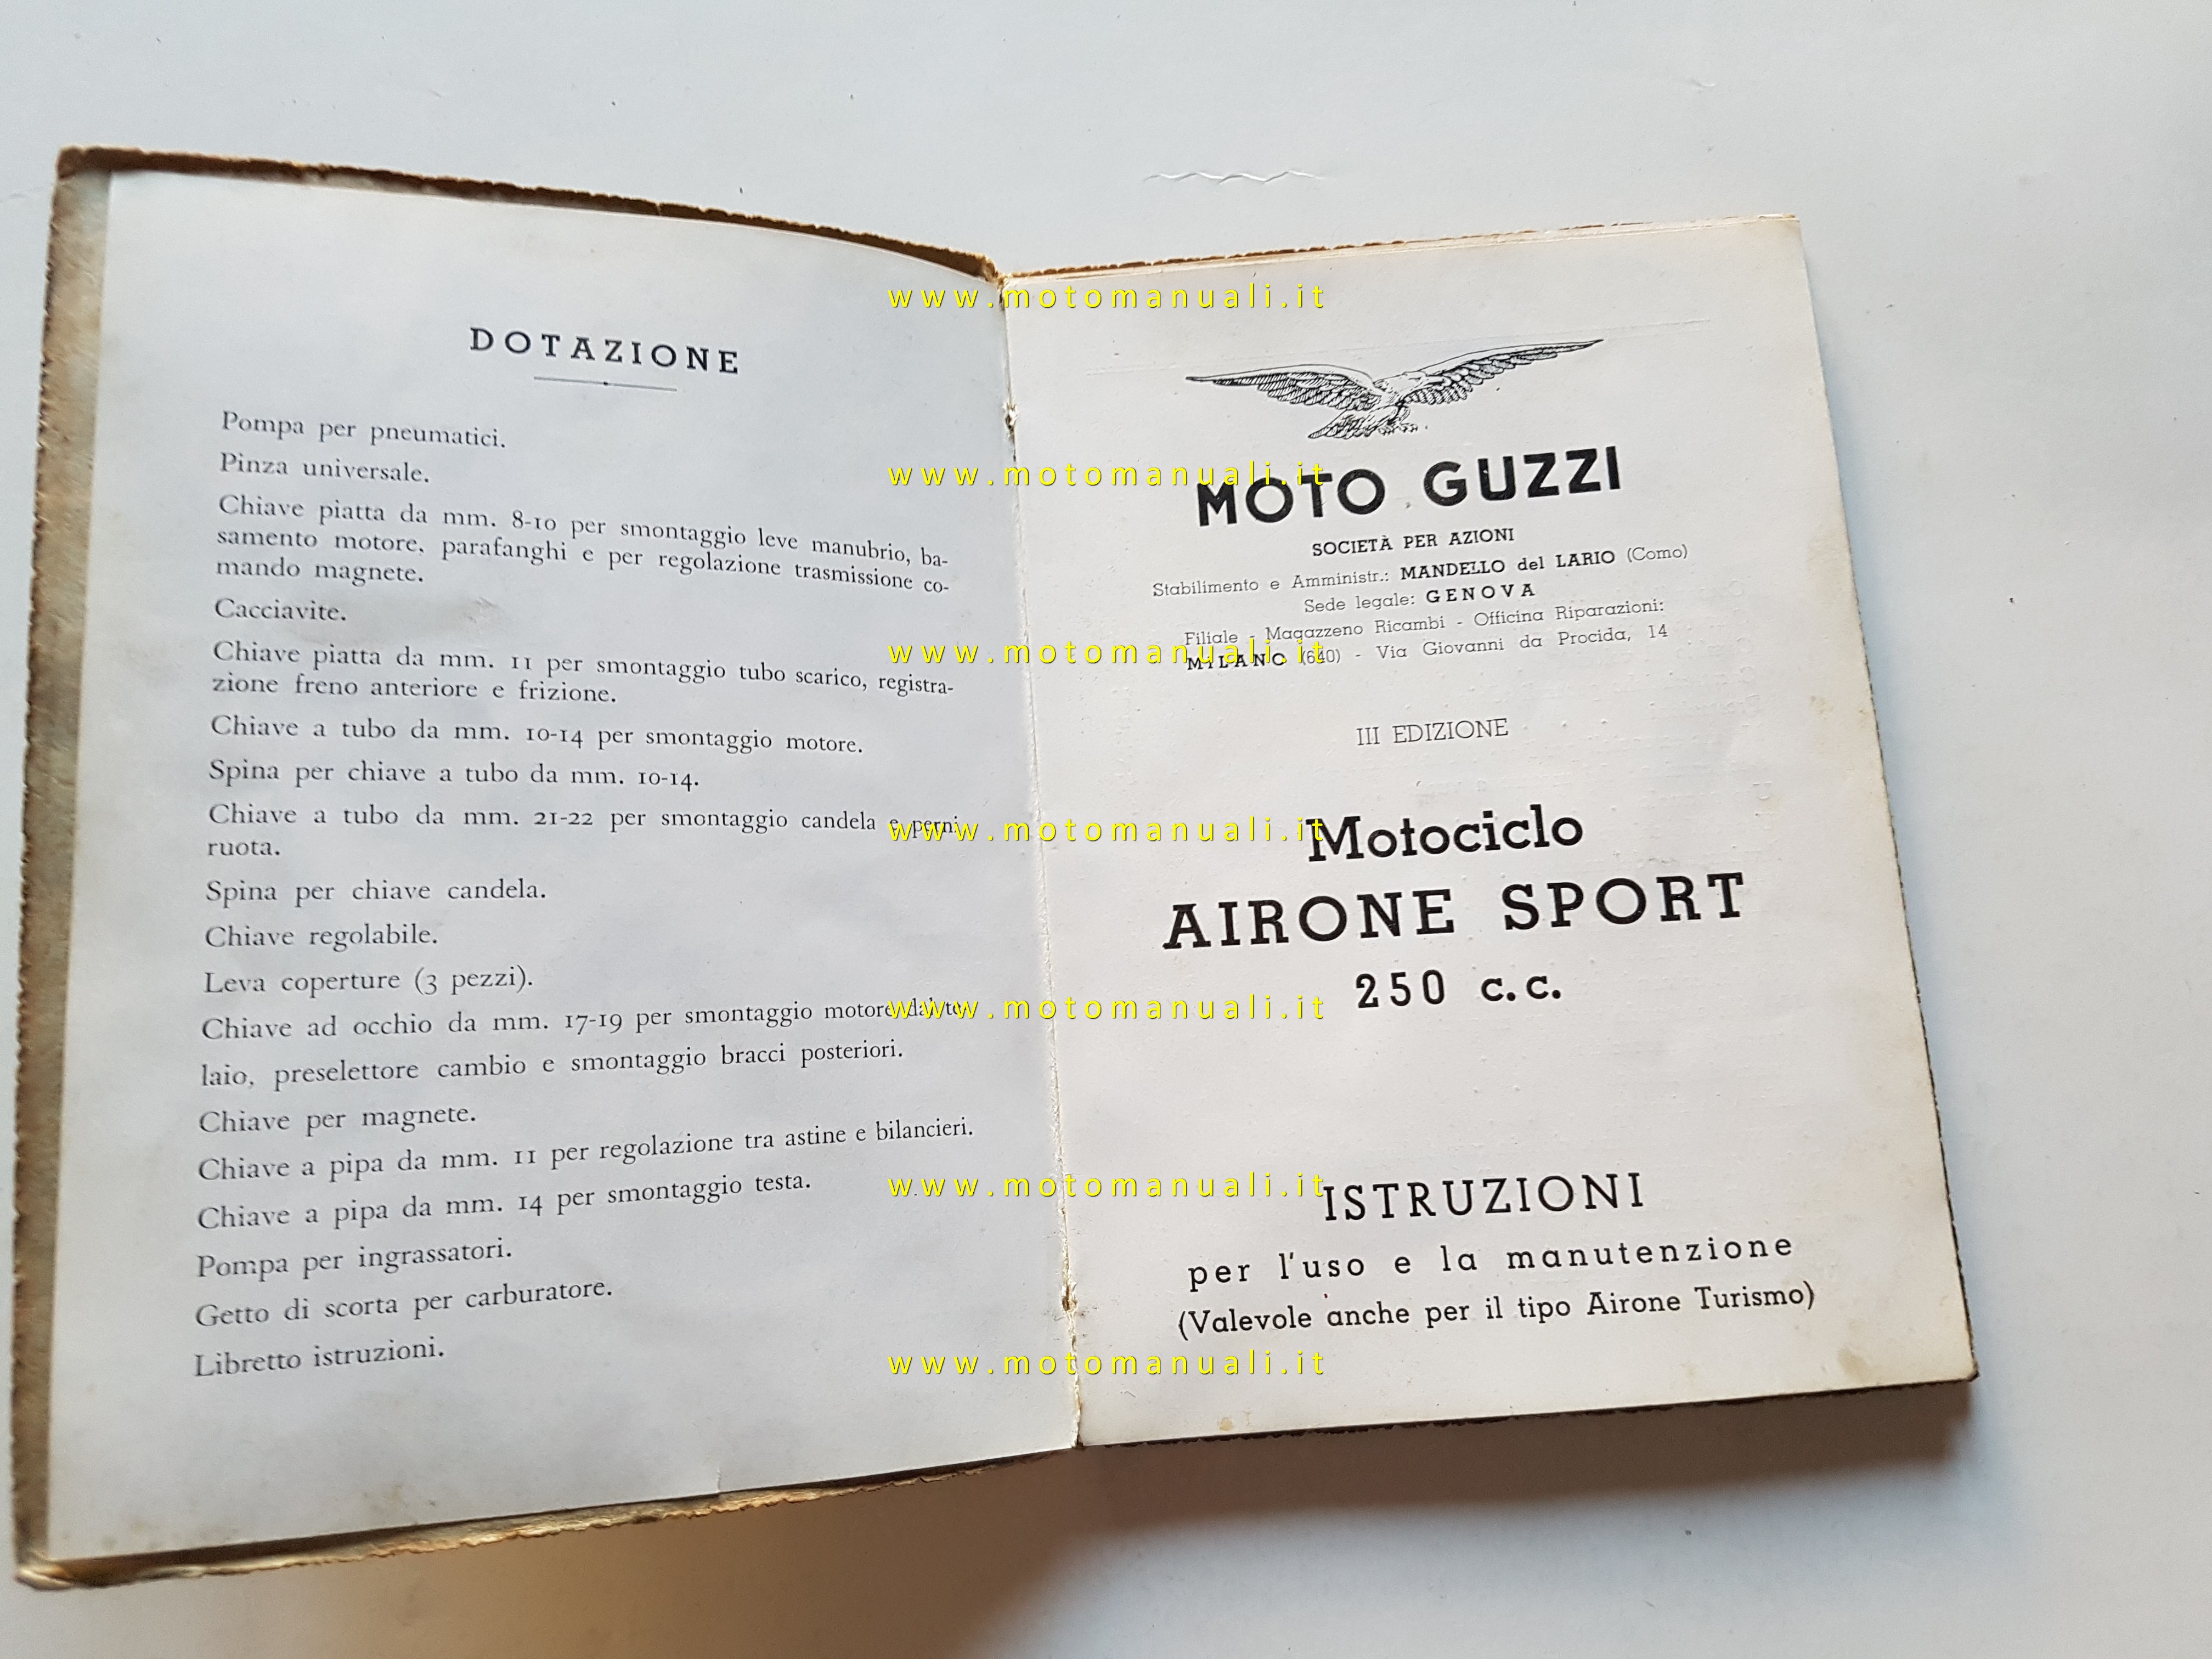 DOTAZIONE
Pompa per pneumatici.
Pinza universale.
Chiave piatta da mm. 8-10 per smontaggio leve manubrio, ba-
samento motore, parafanghi e per regolazione trasmissione co-
mando magnete.
Cacciavite.
Chiave piatta da mm. 11 per smontaggio tubo scarico, registra-
zione freno anteriore e frizione.
Chiave a tubo da mm. 10-14 per smontaggio motore.
Spina per chiave a tubo da mm. 10-14.
Chiave a tubo da mm. 21-22 per smontaggio candela e perni
ruota.
Spina per chiave candela.
Chiave regolabile.
Leva coperture (3 pezzi).
Chiave ad occhio da mm. 17-19 per smontaggio motore dal te-
laio, preselettore cambio e smontaggio bracci posteriori.
Chiave per magnete.
Chiave a pipa da mm. 11 per regolazione tra astine e bilancieri.
Chiave a pipa da mm. 14 per smontaggio testa.
Pompa per ingrassatori.
Getto di scorta per carburatore.
Libretto istruzioni.
MOTO GUZZI
SOCIETÀ PER AZIONI
Stabilimento e Amministr.: MANDELLO del LARIO (Como)
Sede legale: GENOVA
Filiale - Magazzeno Ricambi - Officina Riparazioni:
MILANO (640) - Via Giovanni da Procida, 14
III EDIZIONE
Motociclo
AIRONE SPORT
250 c.c.
ISTRUZIONI
per l'uso e la manutenzione
(Valevole anche per il tipo Airone Turismo)
www.motomanuali.it
www.motomanuali.it
www.motomanuali.it
www.motomanuali.it
www.motomanuali.it
www.motomanuali.it
www.motomanuali.it